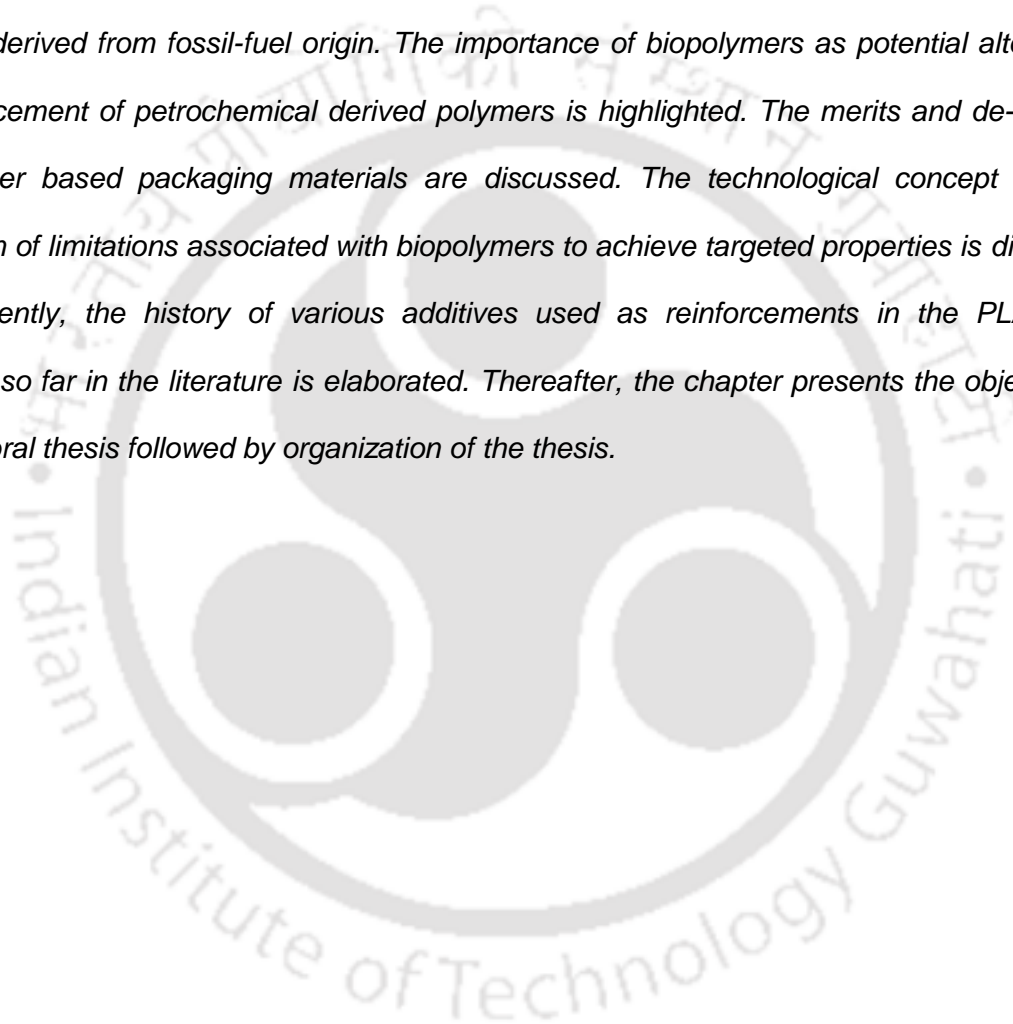 derived from fossil-fuel origin. The importance of biopolymers as potential alte
cement of petrochemical derived polymers is highlighted. The merits and de-
er based packaging materials are discussed. The technological concept
n of limitations associated with biopolymers to achieve targeted properties is di
ently, the history of various additives used as reinforcements in the PL
so far in the literature is elaborated. Thereafter, the chapter presents the obje
oral thesis followed by organization of the thesis.
भारतीय प्रौद्योगिकी संस्थान गुवाहाटी
Indian Institute of Technology Guwahati